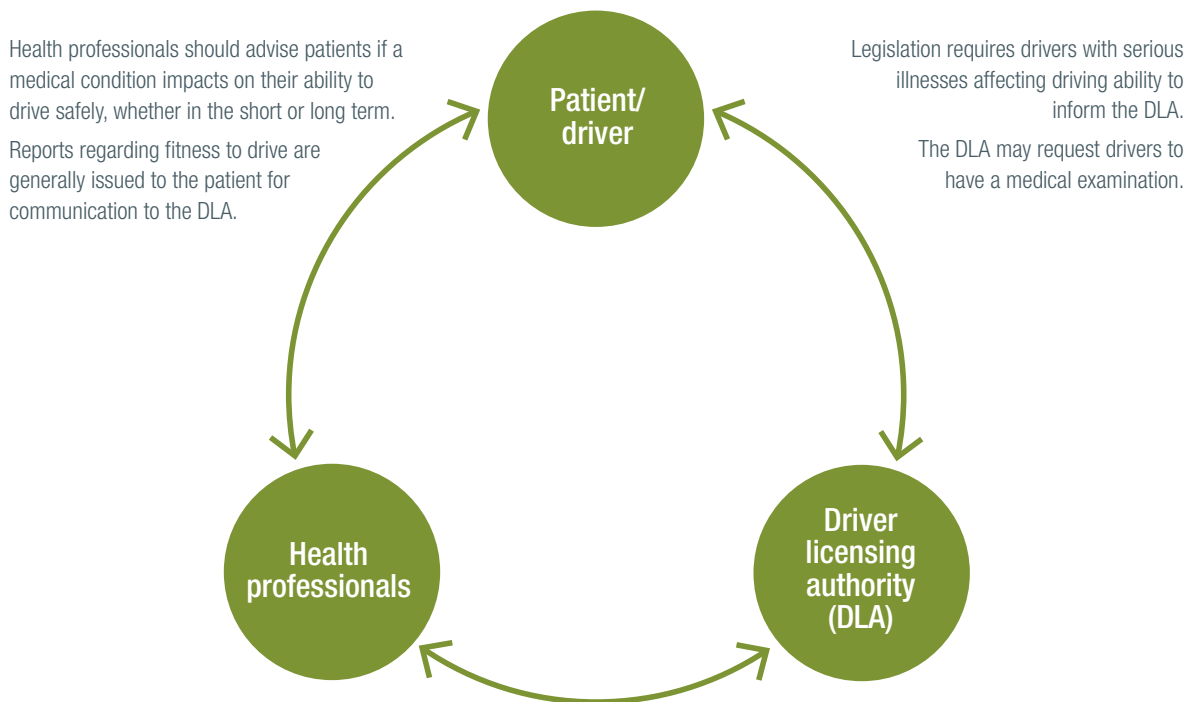 Health professionals should advise patients if a
medical condition impacts on their ability to
drive safely, whether in the short or long term.
Reports regarding fitness to drive are
generally issued to the patient for
communication to the DLA.
Patient/
driver
Legislation requires drivers with serious
illnesses affecting driving ability to
inform the DLA.
The DLA may request drivers to
have a medical examination.
Health
professionals
Driver
licensing
authority
(DLA)